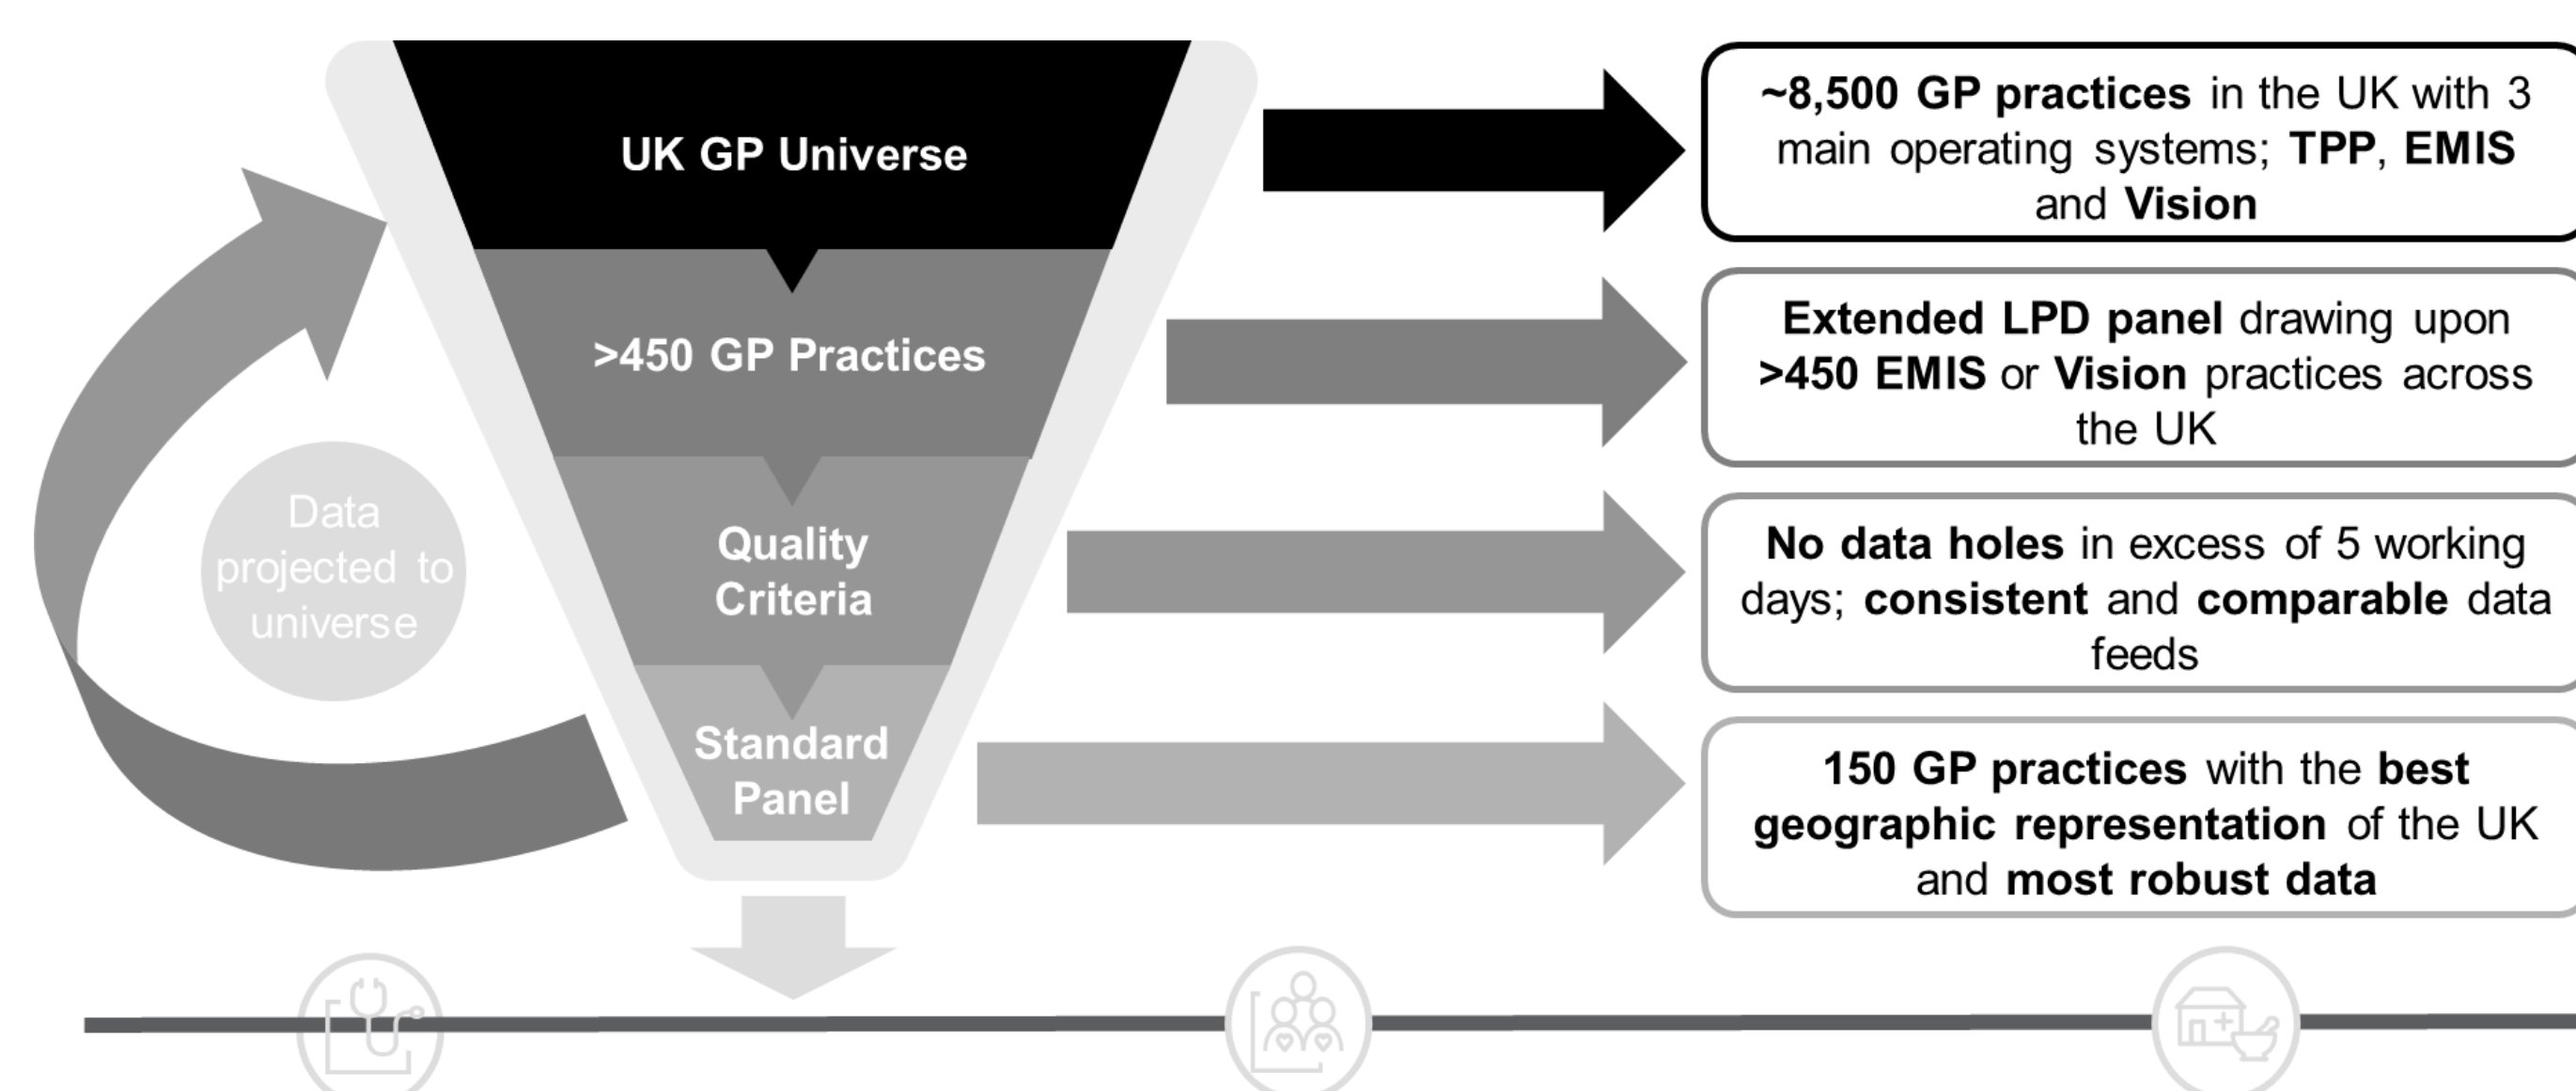 UK GP Universe
>450 GP Practices
Quality
Criteria
Standard
Panel
Data
projected to
universe
~8,500 GP practices in the UK with 3
main operating systems; TPP, EMIS
and Vision
Extended LPD panel drawing upon
>450 EMIS or Vision practices across
the UK
No data holes in excess of 5 working
days; consistent and comparable data
feeds
150 GP practices with the best
geographic representation of the UK
and most robust data